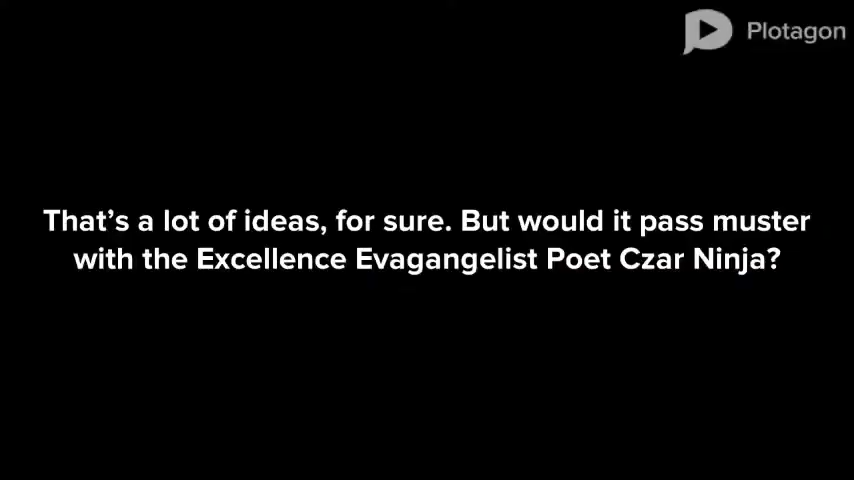 Plotagon
That’s a lot of ideas, for sure. But would it pass muster
with the Excellence Evagangelist Poet Czar Ninja?